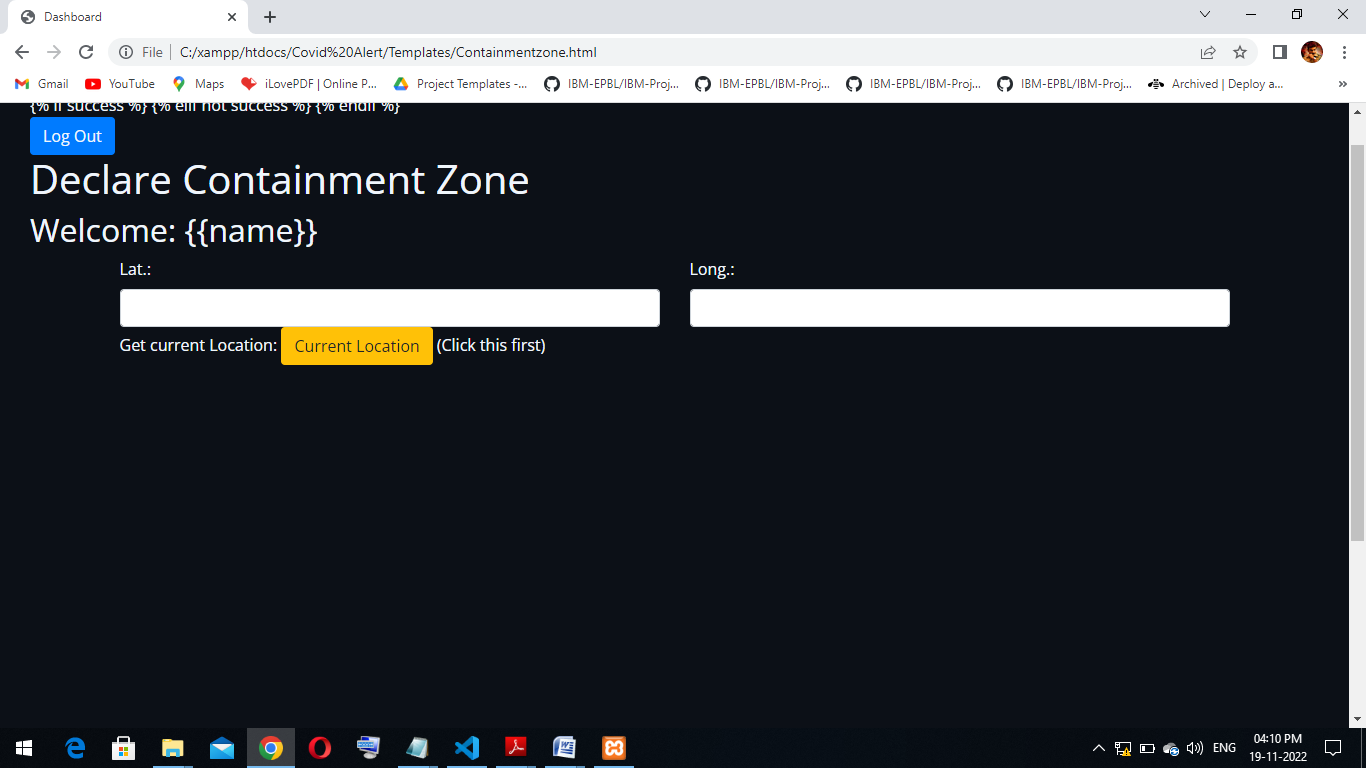 Dashboard
File C:/xampp/htdocs/Covid%20Alert/Templates/Containmentzone.html
Gmail YouTube Maps iLovePDF | Online P... Project Templates -... IBM-EPBL/IBM-Proj... IBM-EPBL/IBM-Proj... IBM-EPBL/IBM-Proj... IBM-EPBL/IBM-Proj... Archived | Deploy a... »
{% if success %} {% elif not success %} {% endif %}
Log Out
Declare Containment Zone
Welcome: {{name}}
Lat.: Long.:
Get current Location: Current Location (Click this first)
ENG 04:10 PM
19-11-2022